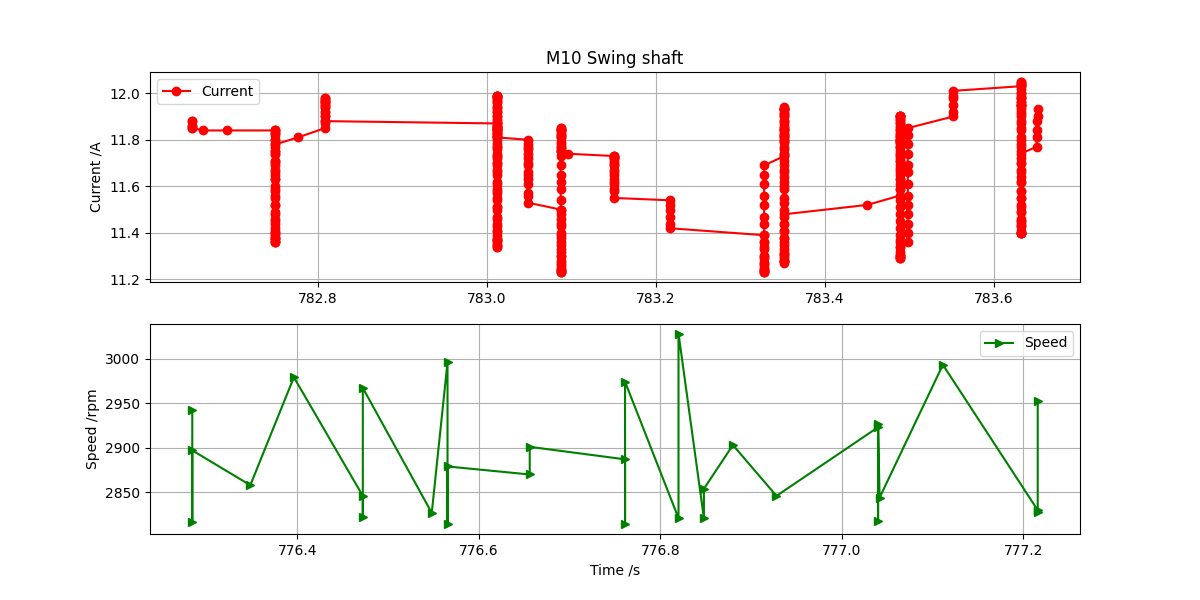 M10 Swing shaft
Current
Current /A
12.0
11.8
11.6
11.4
11.2
782.8 783.0 783.2 783.4 783.6
Speed
Speed /rpm
3000
2950
2900
2850
776.4 776.6 776.8 777.0 777.2
Time /s